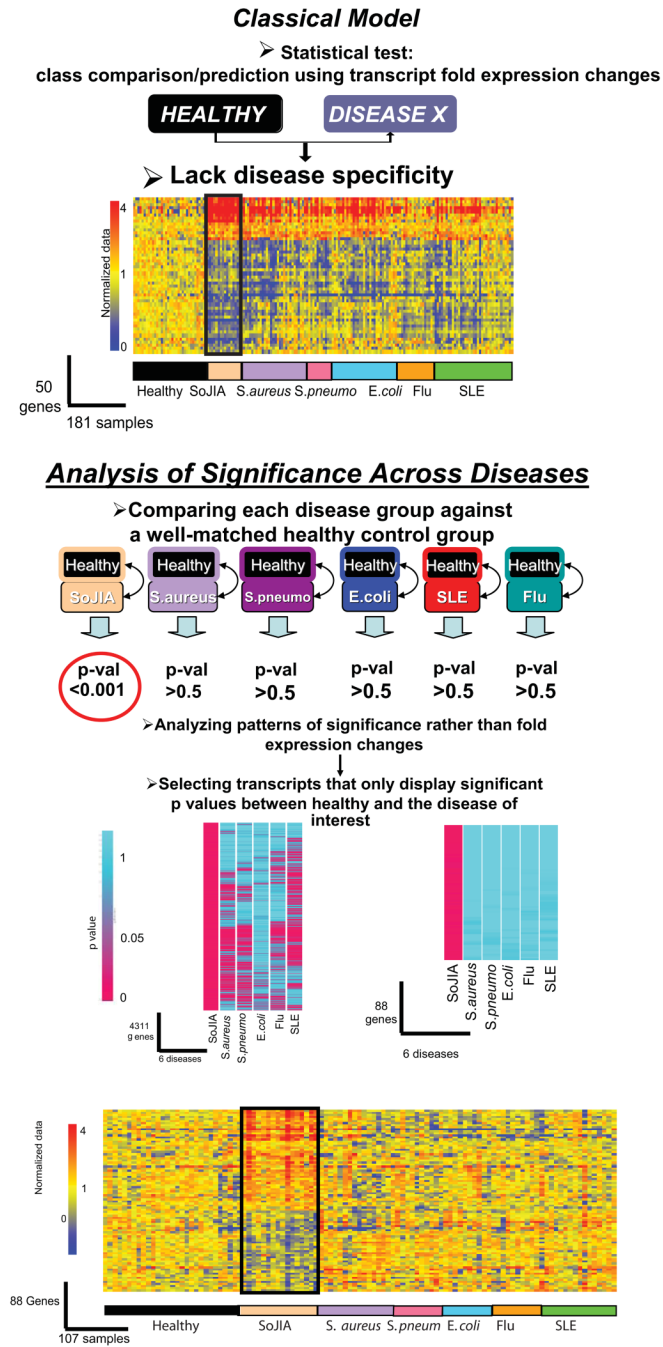 Classical Model
➢ Statistical test:
class comparison/prediction using transcript fold expression changes
HEALTHY DISEASE X
➢ Lack disease specificity
4
1
0
Normalized data
50
genes
181 samples
Healthy SoJIA S.aureus S.pneumo E.coli Flu SLE
Analysis of Significance Across Diseases
➢Comparing each disease group against
a well-matched healthy control group
Healthy Healthy Healthy Healthy Healthy Healthy
SoJIA S.aureus S.pneumo E.coli SLE Flu
p-val p-val p-val p-val p-val p-val
<0.001 >0.5 >0.5 >0.5 >0.5 >0.5
➢Analyzing patterns of significance rather than fold
expression changes
➢Selecting transcripts that only display significant
p values between healthy and the disease of
interest
1
0.05
0
p value
SoJIA S.aureus S.pneumo E.coli Flu SLE
4311
g enes
6 diseases
SoJIA S.aureus S.pneumo E.coli Flu SLE
88
genes
6 diseases
4
1
0
Normalized data
88 Genes
107 samples
Healthy SoJIA S. aureus S.pneum E.coli Flu SLE